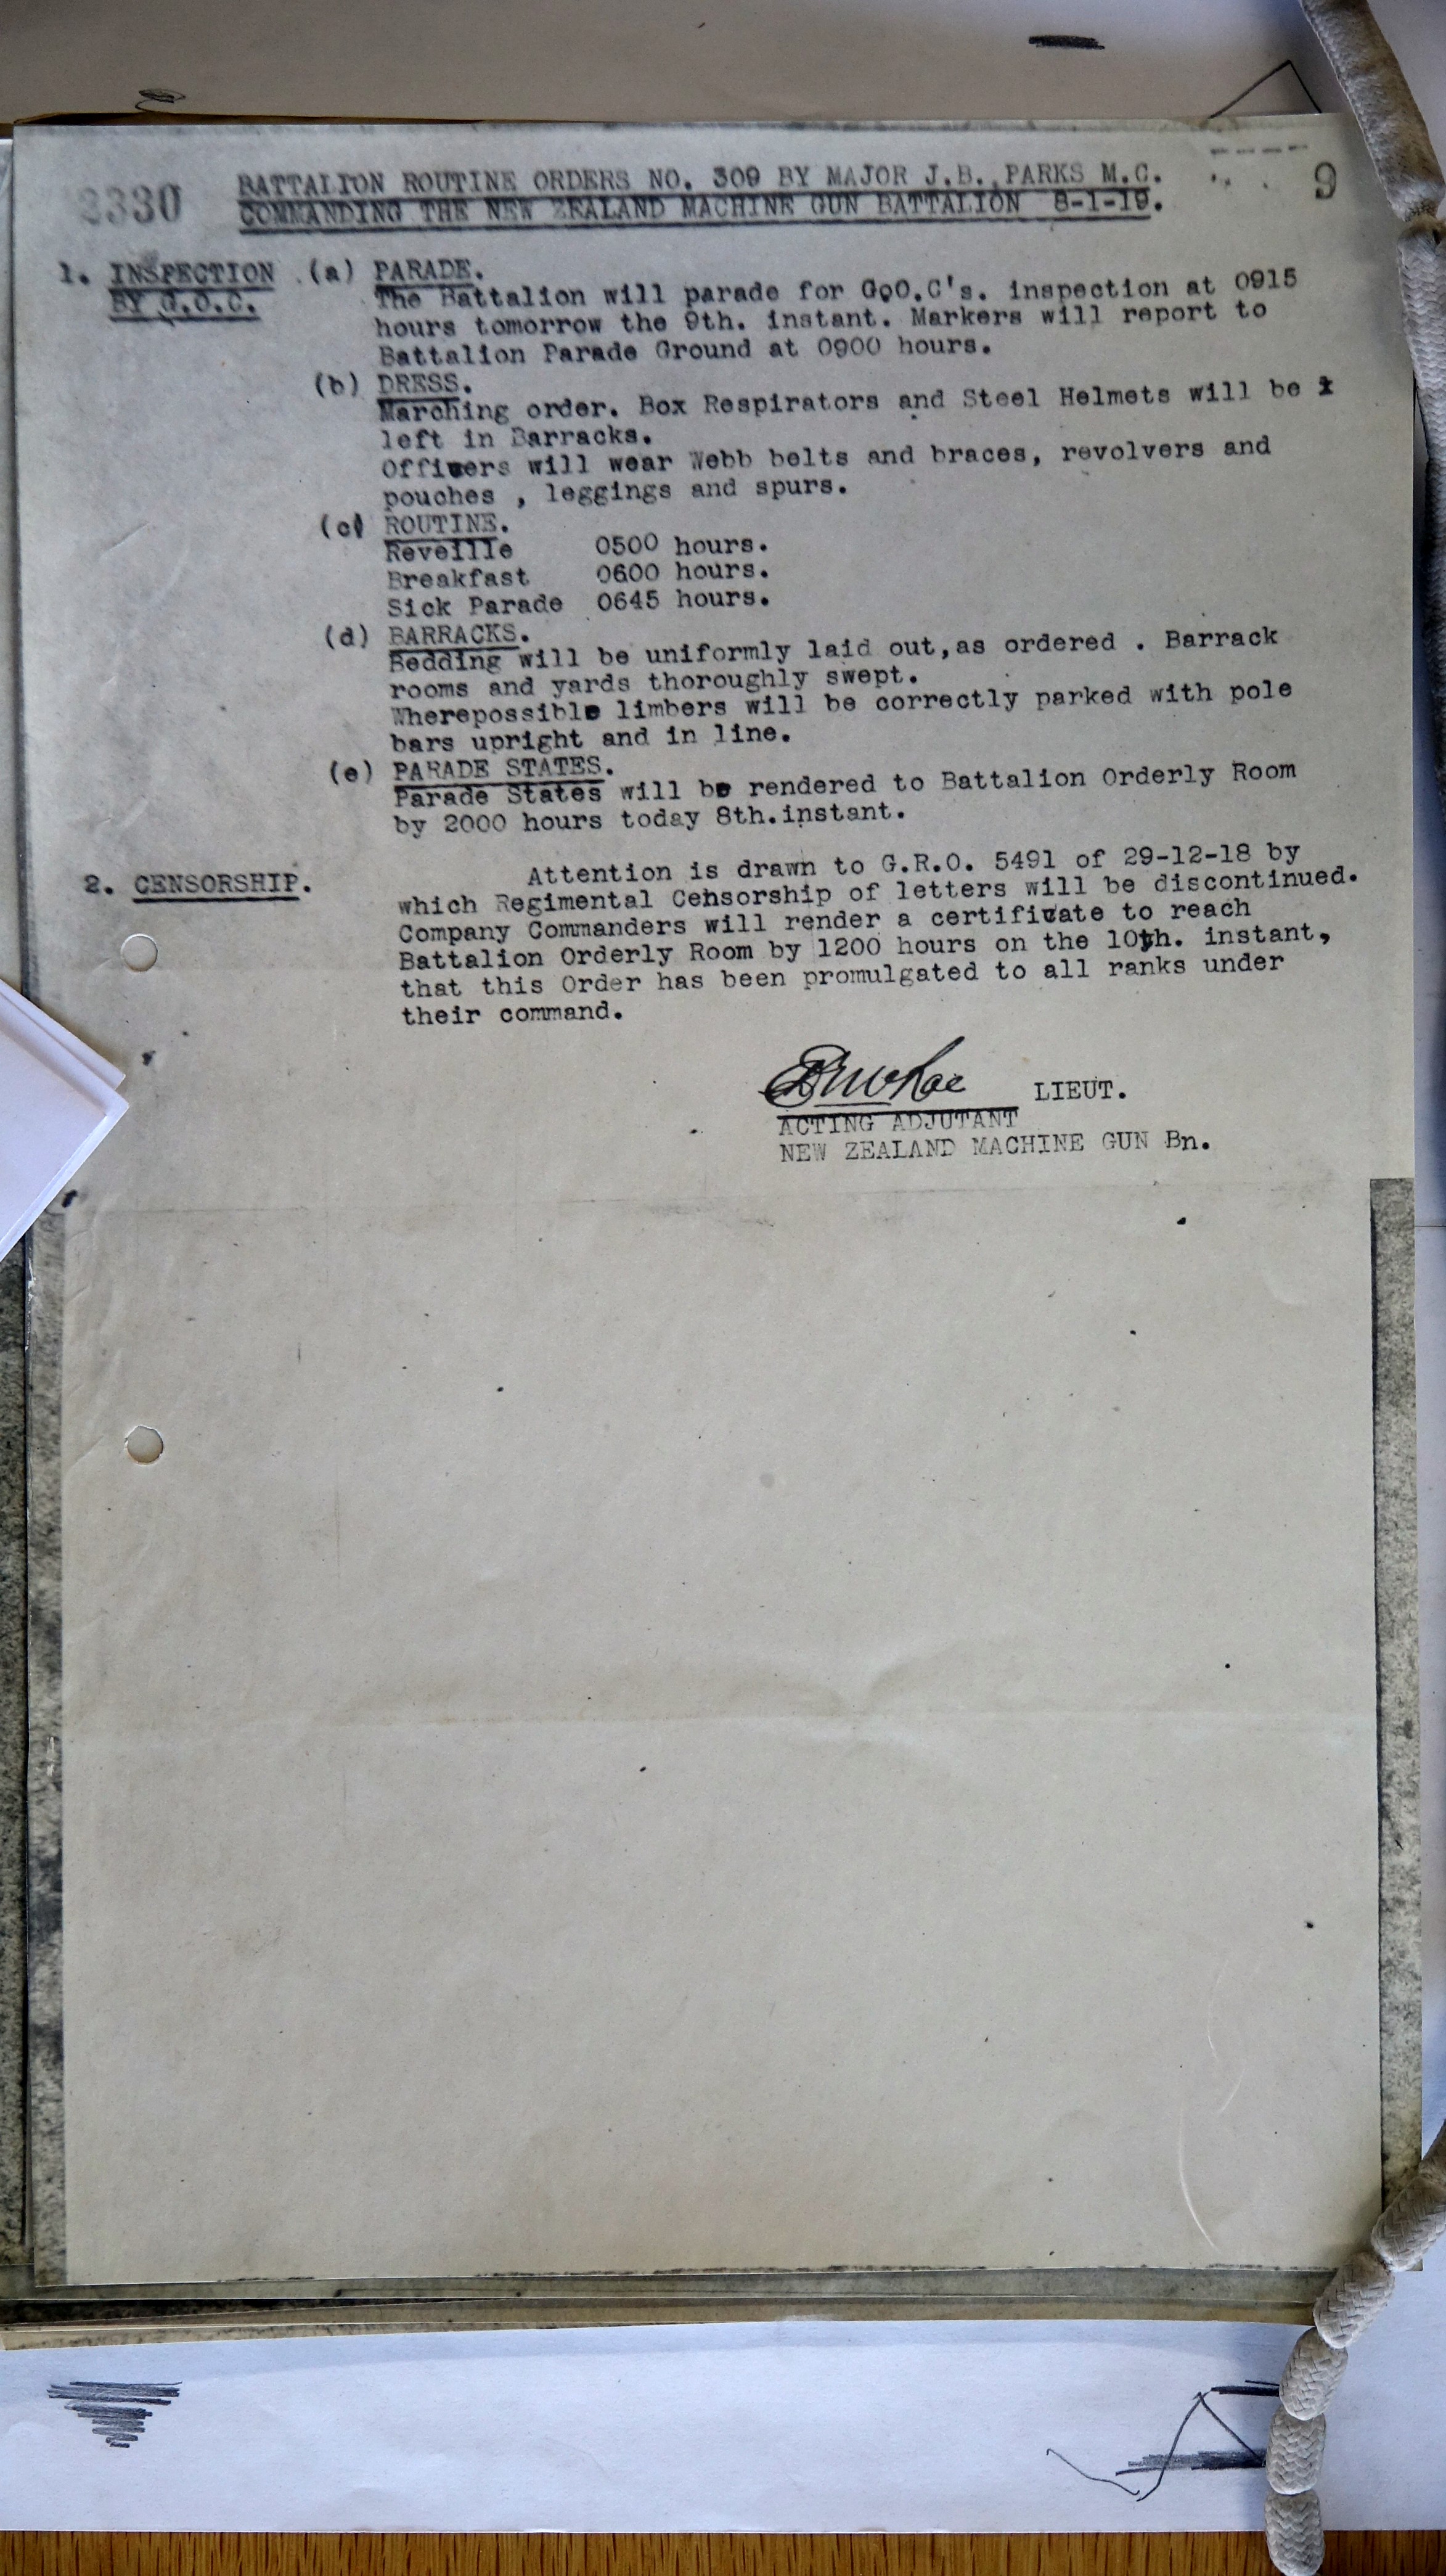 2330
BATTALION ROUTINE ORDERS NO. 309 BY MAJOR J.B. PARKS M.C.
9
COMMANDING THE NEW ZEALAND MACHINE GUN BATTALION 8-1-19.
1. INSPECTION BY G.O.C.
(a) PARADE.
The Battalion will parade for G.O.C's. inspection at 0915
hours tomorrow the 9th. instant. Markers will report to
Battalion Parade Ground at 0900 hours.
(b) DRESS.
Marching order. Box Respirators and Steel Helmets will be
left in Barracks.
Officers will wear Webb belts and braces, revolvers and
pouches , leggings and spurs.
(c) ROUTINE.
Reveille 0500 hours.
Breakfast 0600 hours.
Sick Parade 0645 hours.
(d) BARRACKS.
Bedding will be uniformly laid out,as ordered . Barrack
rooms and yards thoroughly swept.
Wherepossible limbers will be correctly parked with pole
bars upright and in line.
(e) PARADE STATES.
Parade States will be rendered to Battalion Orderly Room
by 2000 hours today 8th.instant.
2. CENSORSHIP.
Attention is drawn to G.R.O. 5491 of 29-12-18 by
which Regimental Censorship of letters will be discontinued.
Company Commanders will render a certificate to reach
Battalion Orderly Room by 1200 hours on the 10th. instant,
that this Order has been promulgated to all ranks under
their command.
LIEUT.
ACTING ADJUTANT
NEW ZEALAND MACHINE GUN Bn.